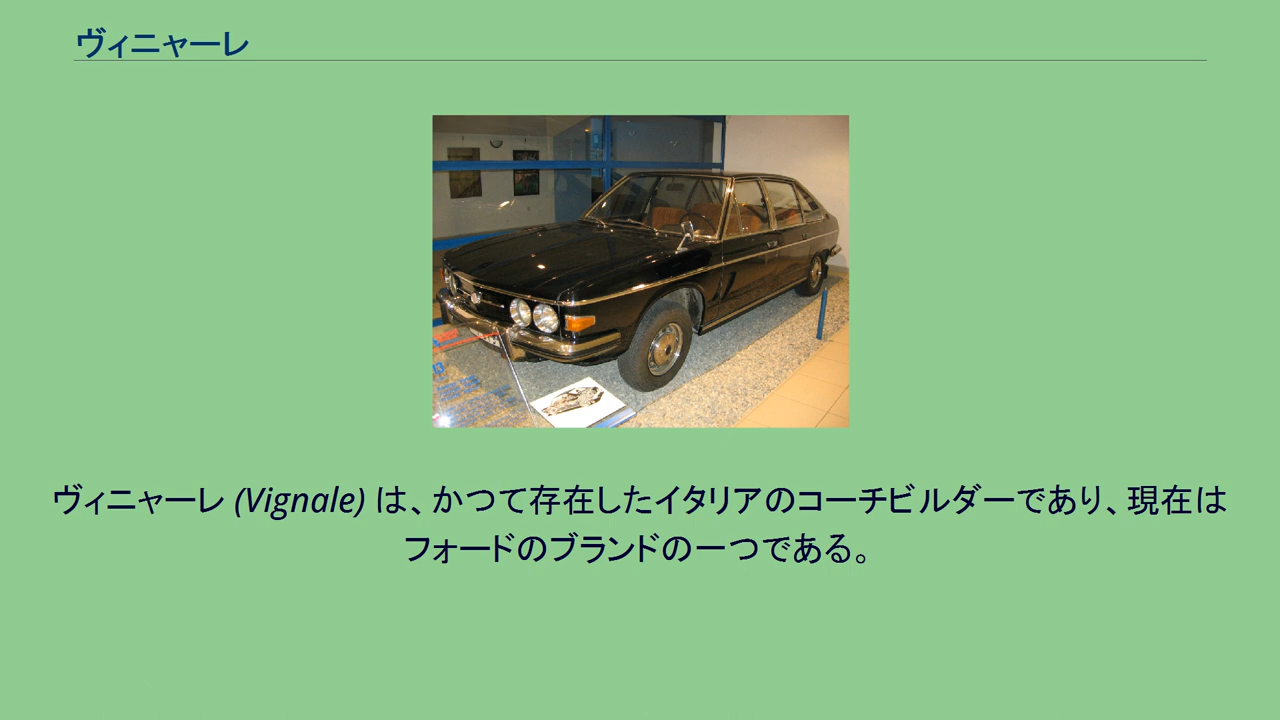 ヴィニャーレ
ヴィニャーレ (Vignale) は、かつて存在したイタリアのコーチビルダーであり、現在は
フォードのブランドの一つである。